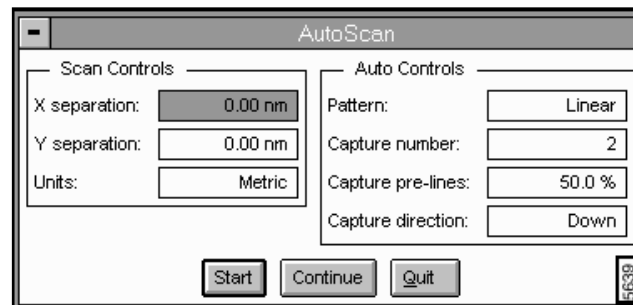 AutoScan
Scan Controls
X separation: 0.00 nm
Y separation: 0.00 nm
Units: Metric
Auto Controls
Pattern: Linear
Capture number: 2
Capture pre-lines: 50.0 %
Capture direction: Down
Start Continue Quit
5639